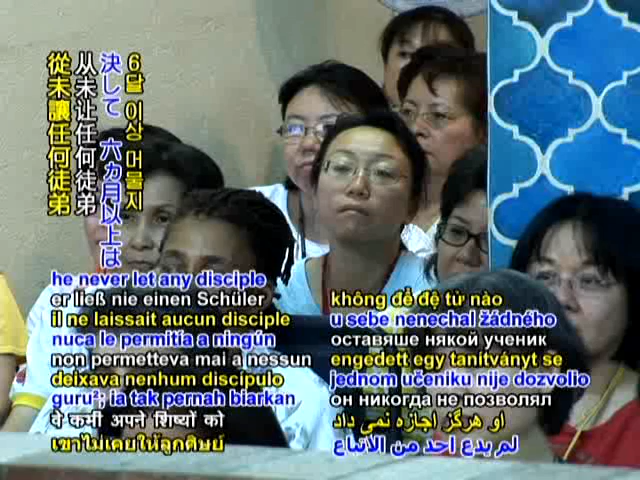 從未讓任何徒弟
从未让任何徒弟
決して 六ヵ月以上は
6달 이상 머물지
he never let any disciple
er ließ nie einen Schüler
il ne laissait aucun disciple
nuca le permitía a ningún
non permetteva mai a nessun
deixava nenhum discípulo
guru²; ia tak pernah biarkan
वे कभी अपने शिष्यों को
เขาไม่เคยให้ลูกศิษย์
không để đệ tử nào
u sebe nenechal žádného
оставяше някой ученик
engedett egy tanítványt se
jednom učeniku nije dozvolio
он никогда не позволял
او هرگز اجازه نمی داد
لم يدع احد من الاتباع